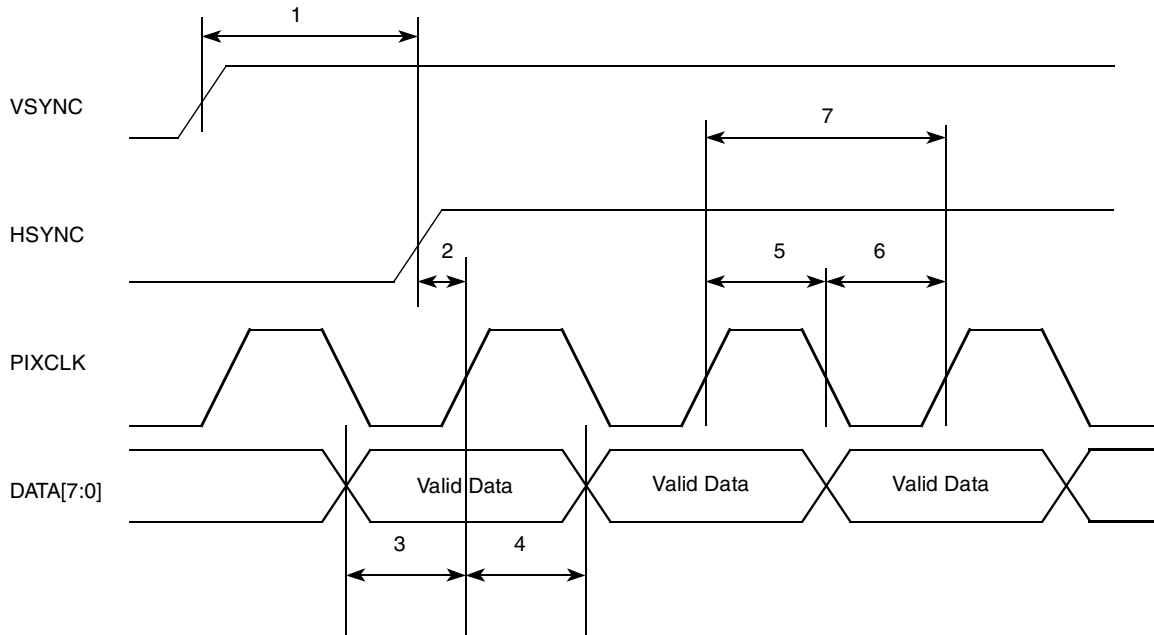 1
VSYNC
7
HSYNC
2
5
6
PIXCLK
DATA[7:0]
Valid Data
Valid Data
Valid Data
3
4